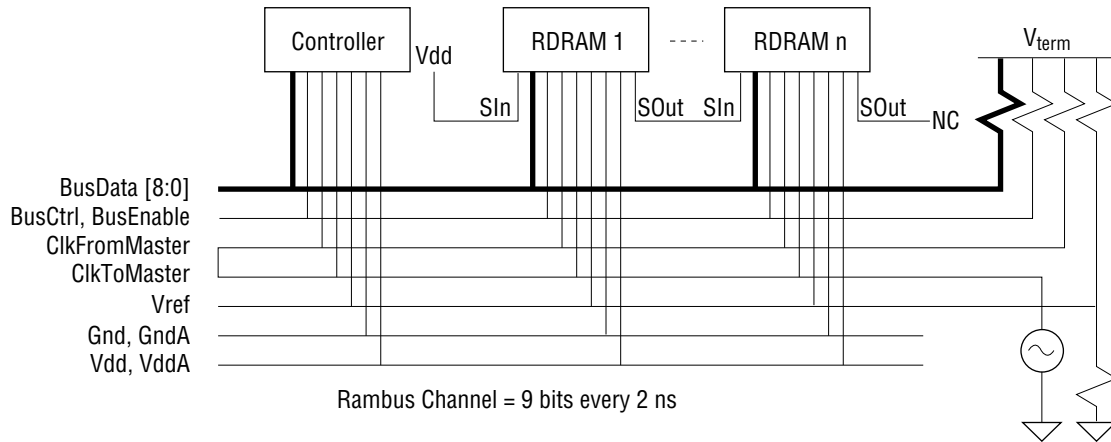 Controller
RDRAM 1
RDRAM n
Vterm
Vdd
SIn
SOut
SIn
SOut
NC
BusData [8:0]
BusCtrl, BusEnable
ClkFromMaster
ClkToMaster
Vref
Gnd, GndA
Vdd, VddA
Rambus Channel = 9 bits every 2 ns